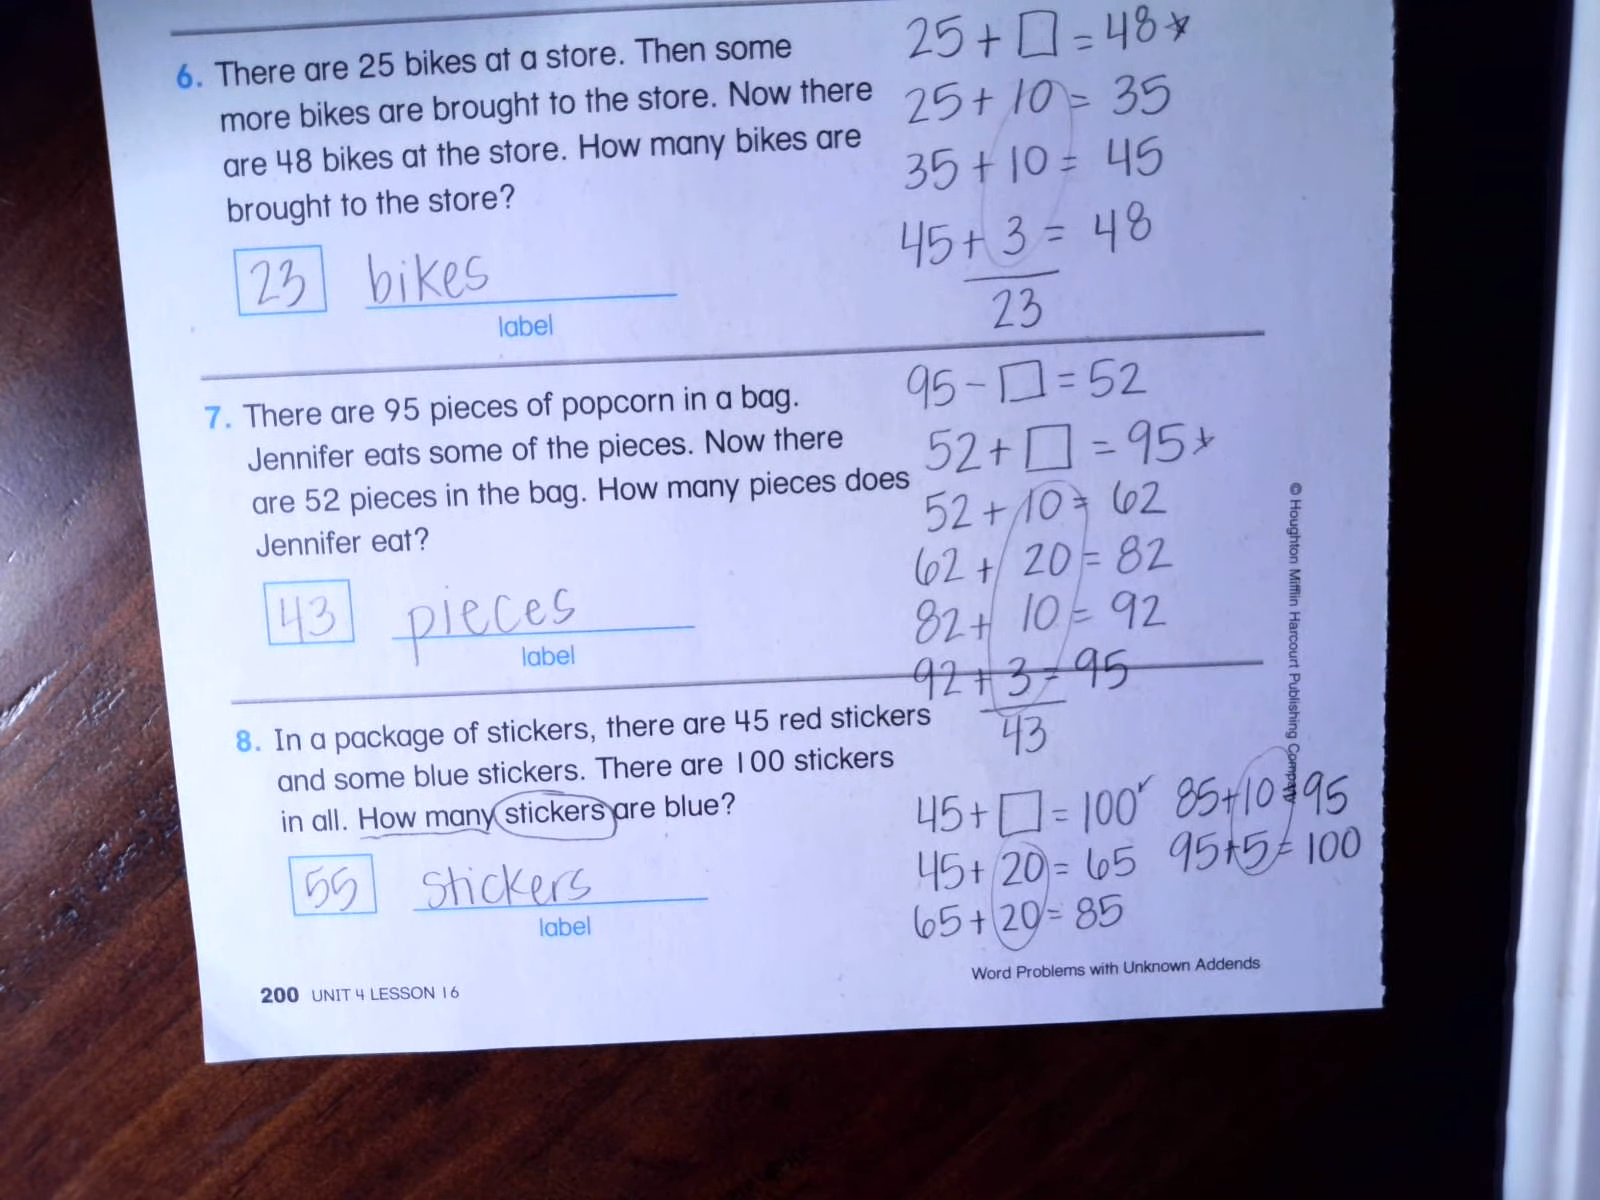 6. There are 25 bikes at a store. Then some
more bikes are brought to the store. Now there
are 48 bikes at the store. How many bikes are
brought to the store?
23 bikes
label
25 + □ = 48*
25 + 10 = 35
35 + 10 = 45
45 + 3 = 48
23
7. There are 95 pieces of popcorn in a bag.
Jennifer eats some of the pieces. Now there
are 52 pieces in the bag. How many pieces does
Jennifer eat?
43 pieces
label
95 - □ = 52
52 + □ = 95*
52 + 10 = 62
62 + 20 = 82
82 + 10 = 92
92 + 3 = 95
43
8. In a package of stickers, there are 45 red stickers
and some blue stickers. There are 100 stickers
in all. How many stickers are blue?
55 stickers
label
45 + □ = 100
45 + 20 = 65
65 + 20 = 85
85 + 10 = 95
95 + 5 = 100
© Houghton Mifflin Harcourt Publishing Company
200 UNIT 4 LESSON 16
Word Problems with Unknown Addends